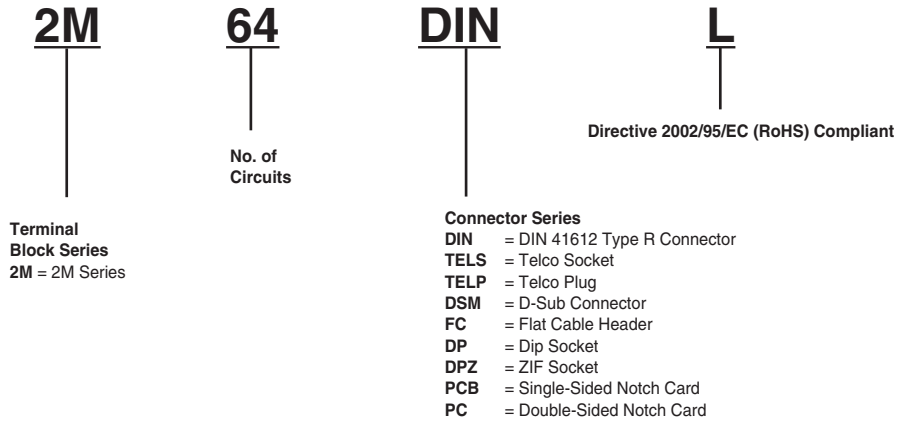 2M 64 DIN L
Directive 2002/95/EC (RoHS) Compliant
No. of
Circuits
Terminal
Block Series
2M = 2M Series
Connector Series
DIN = DIN 41612 Type R Connector
TELS = Telco Socket
TELP = Telco Plug
DSM = D-Sub Connector
FC = Flat Cable Header
DP = Dip Socket
DPZ = ZIF Socket
PCB = Single-Sided Notch Card
PC = Double-Sided Notch Card